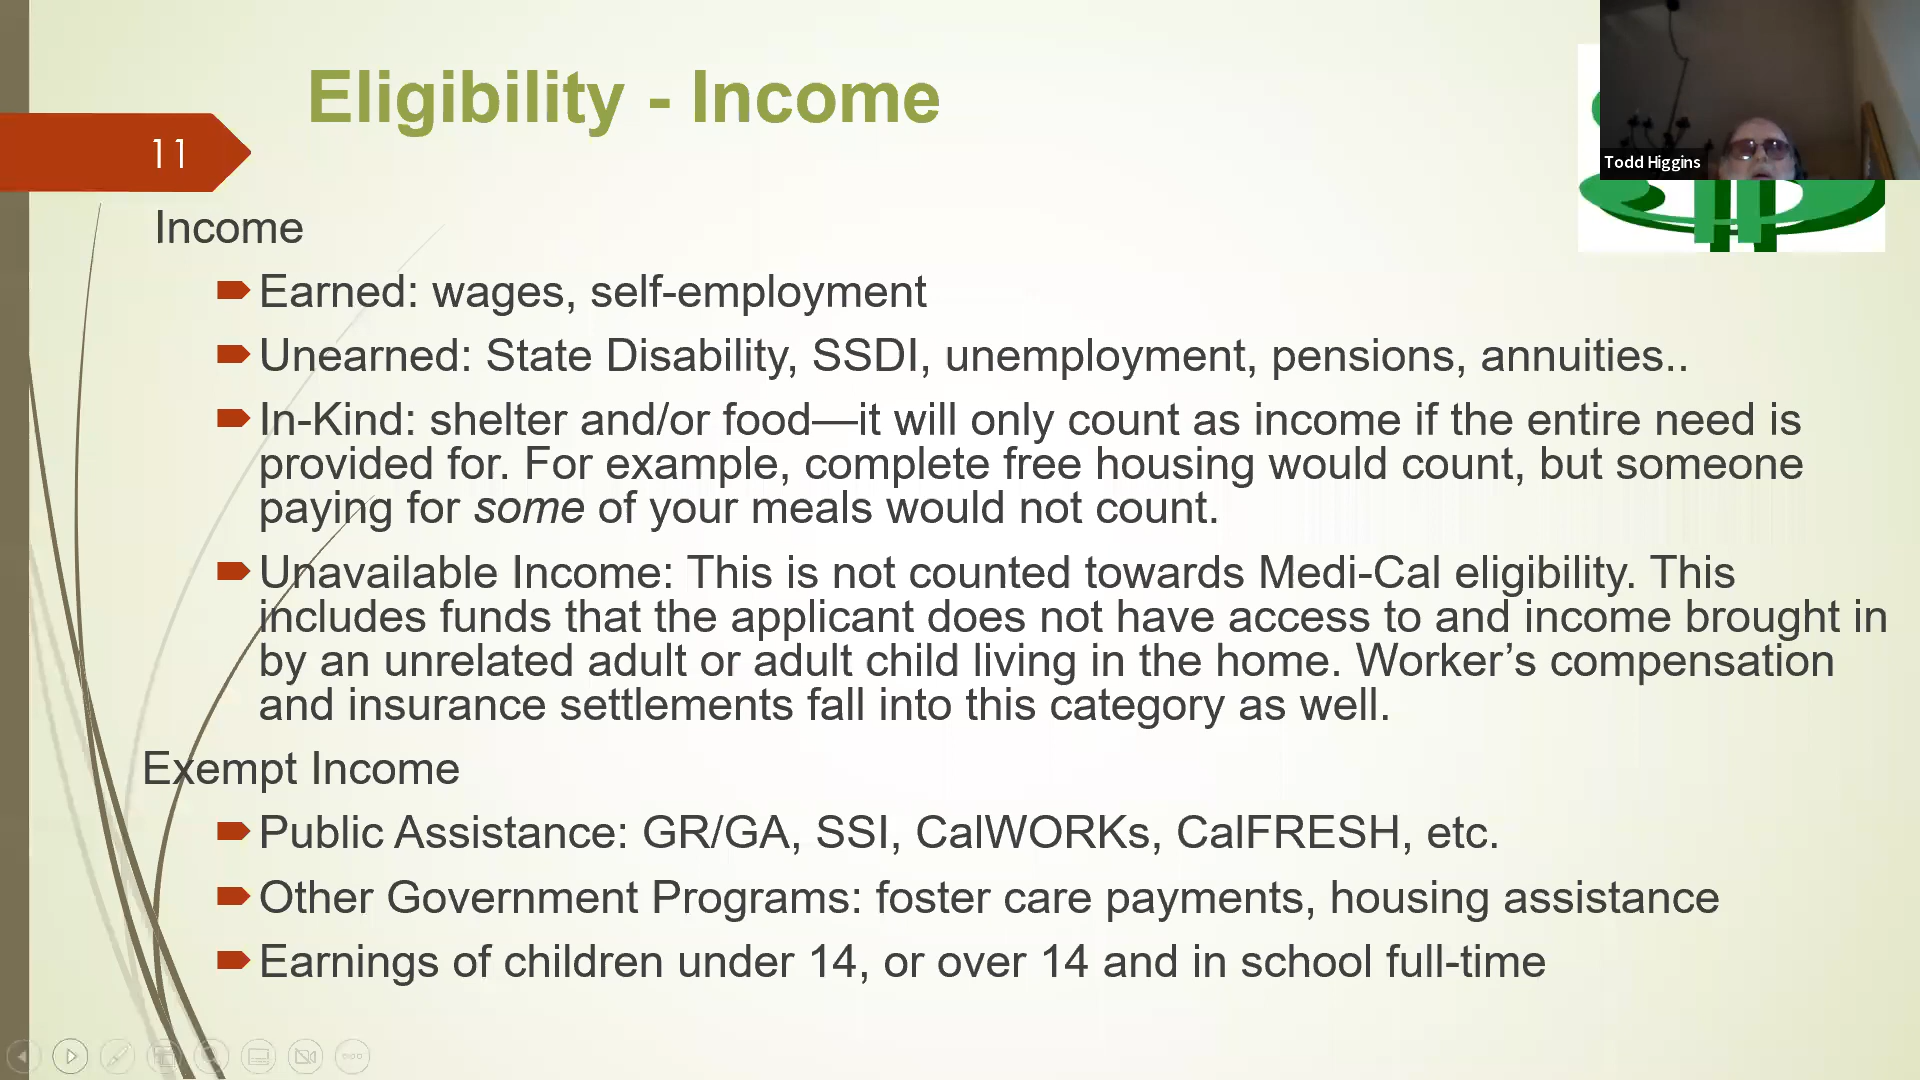 Eligibility - Income
11
Todd Higgins
Income
Earned: wages, self-employment
Unearned: State Disability, SSDI, unemployment, pensions, annuities..
In-Kind: shelter and/or food—it will only count as income if the entire need is
provided for. For example, complete free housing would count, but someone
paying for some of your meals would not count.
Unavailable Income: This is not counted towards Medi-Cal eligibility. This
includes funds that the applicant does not have access to and income brought in
by an unrelated adult or adult child living in the home. Worker’s compensation
and insurance settlements fall into this category as well.
Exempt Income
Public Assistance: GR/GA, SSI, CalWORKs, CalFRESH, etc.
Other Government Programs: foster care payments, housing assistance
Earnings of children under 14, or over 14 and in school full-time